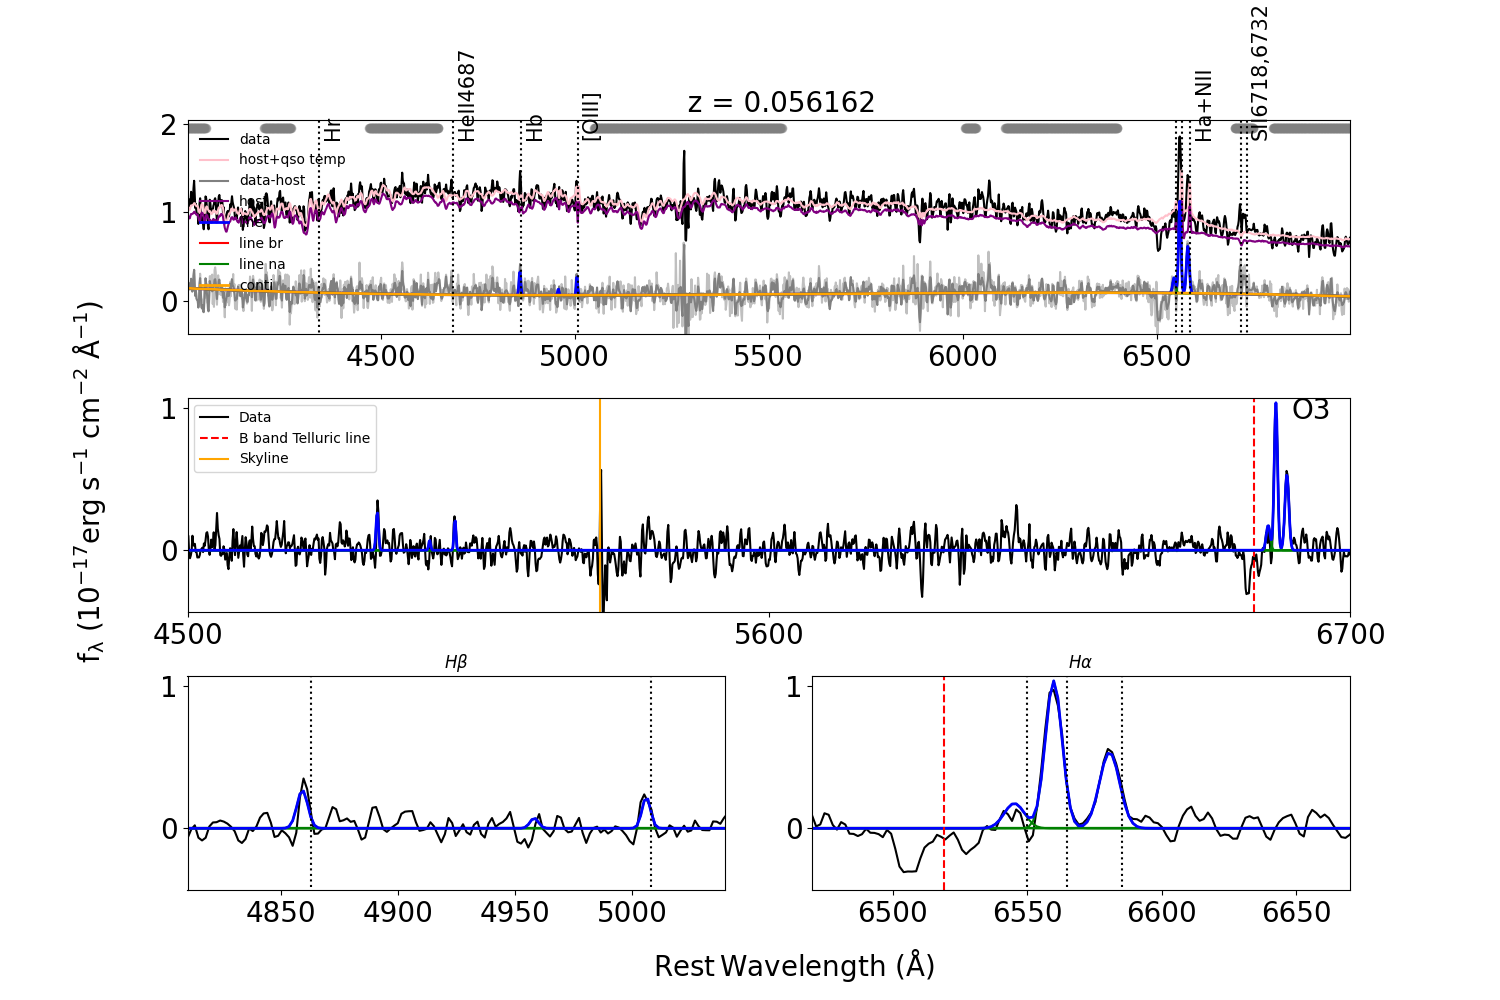 z = 0.056162
Hr
HeII4687
Hb
[OIII]
Ha+NII
SII6718,6732
data
host+qso temp
data-host
line br
line na
conti
2
1
0
4500 5000 5500 6000 6500
Data
B band Telluric line
Skyline
O3
1
0
4500 5600 6700
fλ (10⁻¹⁷erg s⁻¹ cm⁻² Å⁻¹)
Hβ
1
0
4850 4900 4950 5000
Hα
1
0
6500 6550 6600 6650
Rest Wavelength (Å)